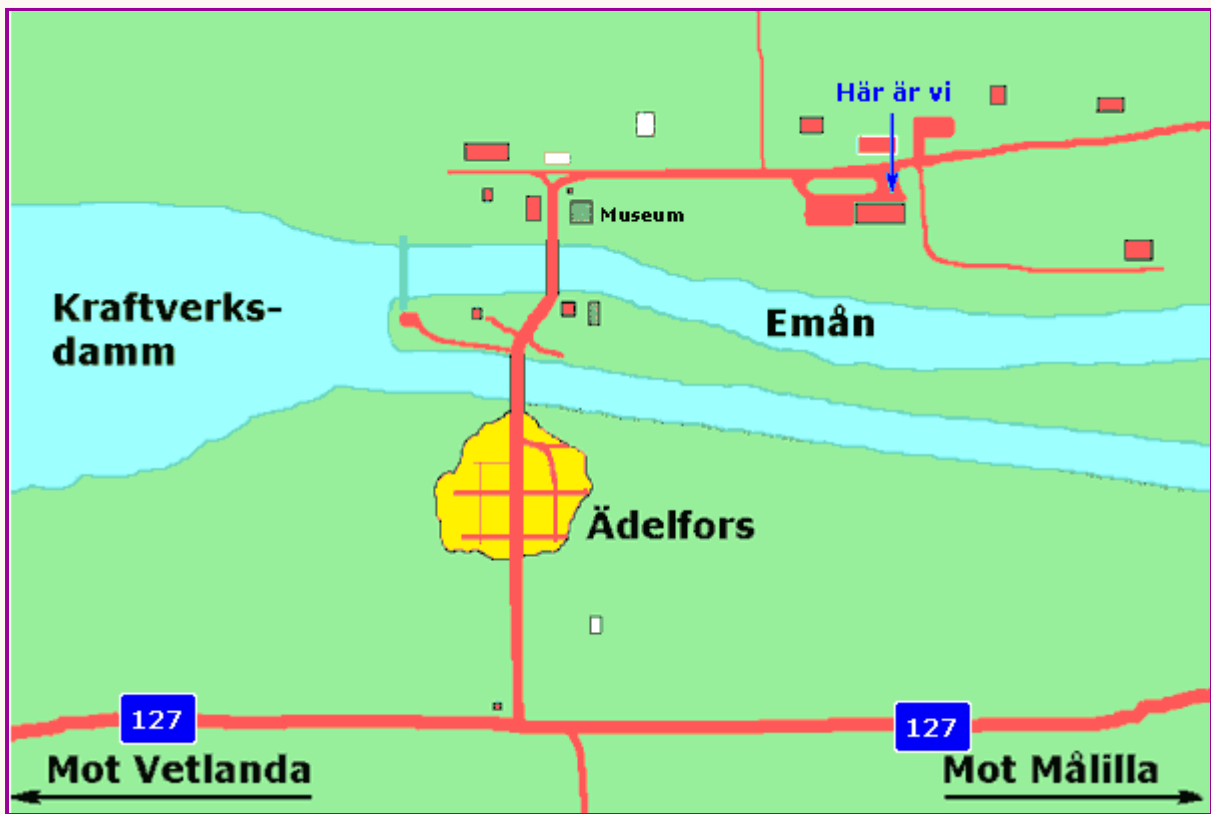 Här är vi
Museum
Kraftverks-
damm
Emån
Ädelfors
127
127
Mot Vetlanda
Mot Målilla